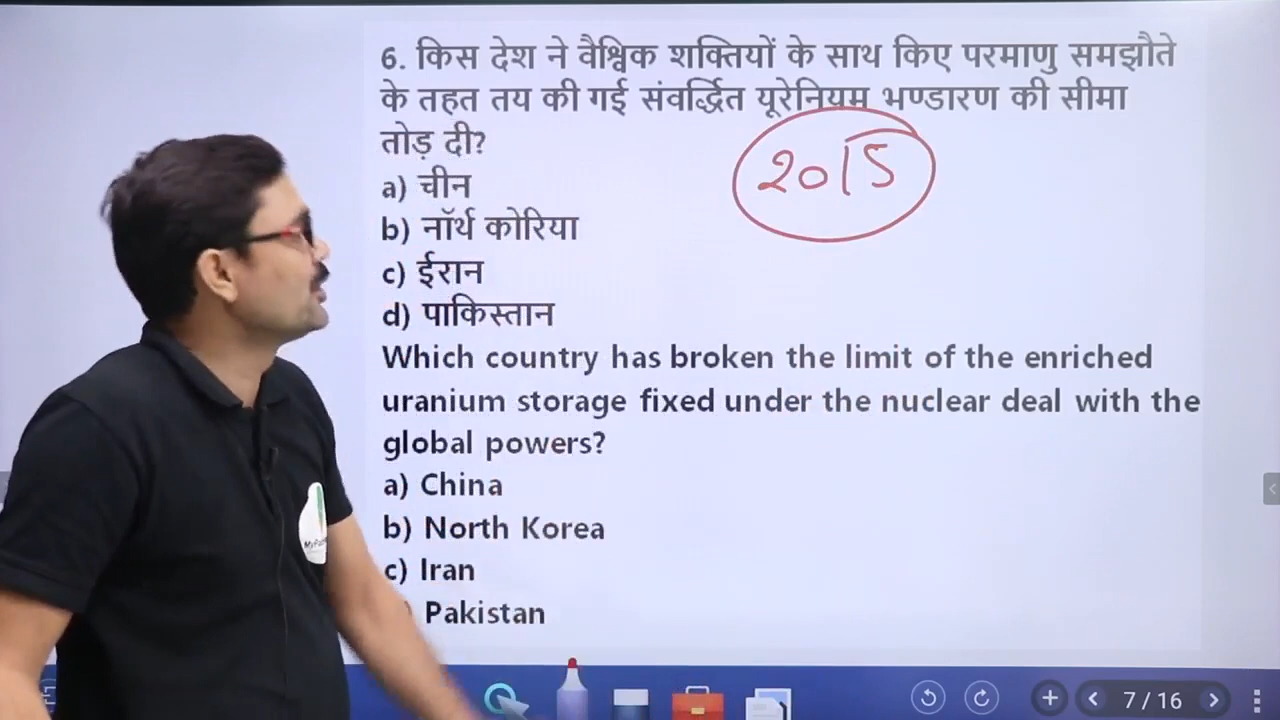 6. किस देश ने वैश्विक शक्तियों के साथ किए परमाणु समझौते
के तहत तय की गई संवर्द्धित यूरेनियम भण्डारण की सीमा
तोड़ दी?
2015
a) चीन
b) नॉर्थ कोरिया
c) ईरान
d) पाकिस्तान
Which country has broken the limit of the enriched
uranium storage fixed under the nuclear deal with the
global powers?
a) China
b) North Korea
c) Iran
) Pakistan
7 / 16